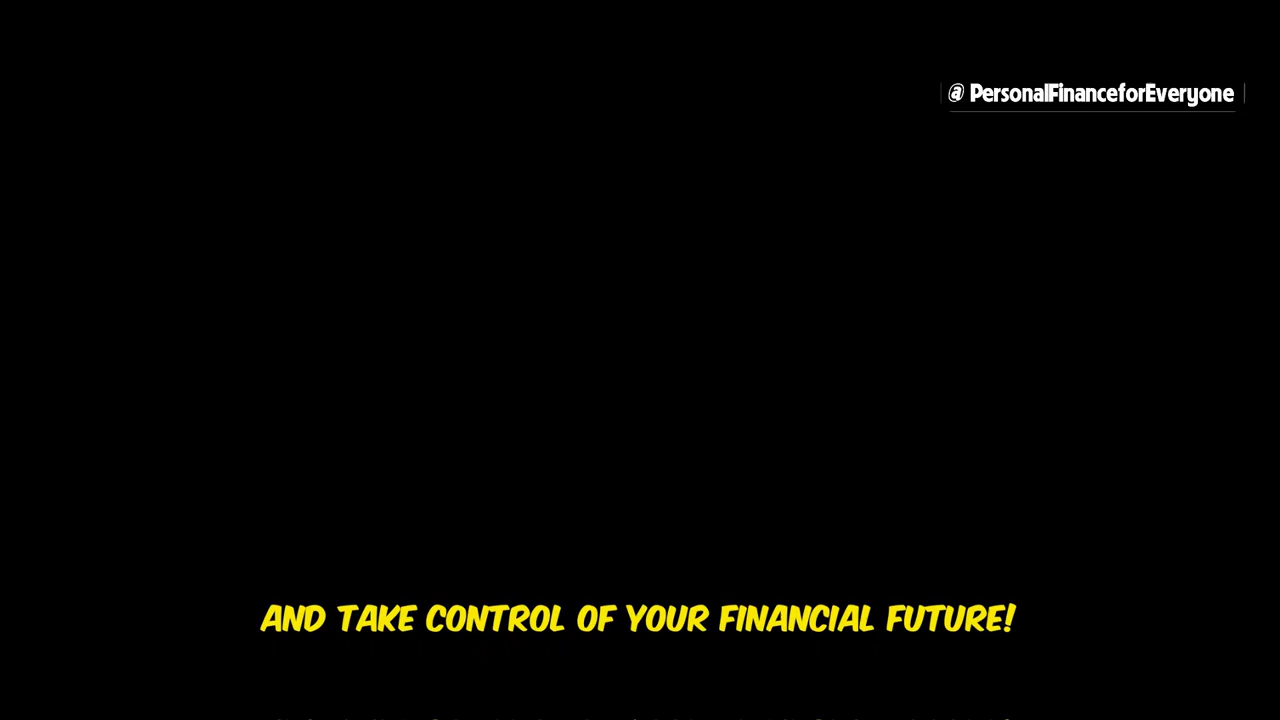 @ PersonalFinanceforEveryone
AND TAKE CONTROL OF YOUR FINANCIAL FUTURE!